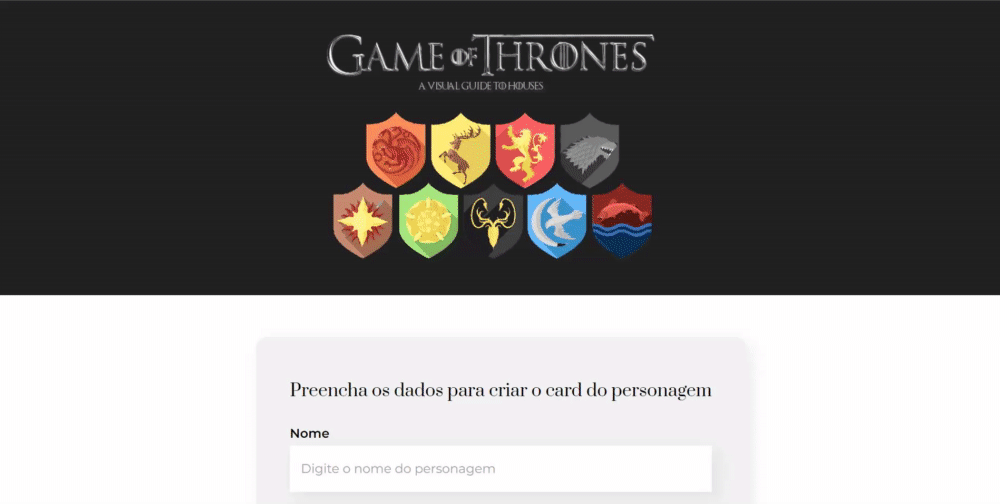 GAME OF THRONES
A VISUAL GUIDE TO HOUSES
Preencha os dados para criar o card do personagem
Nome
Digite o nome do personagem